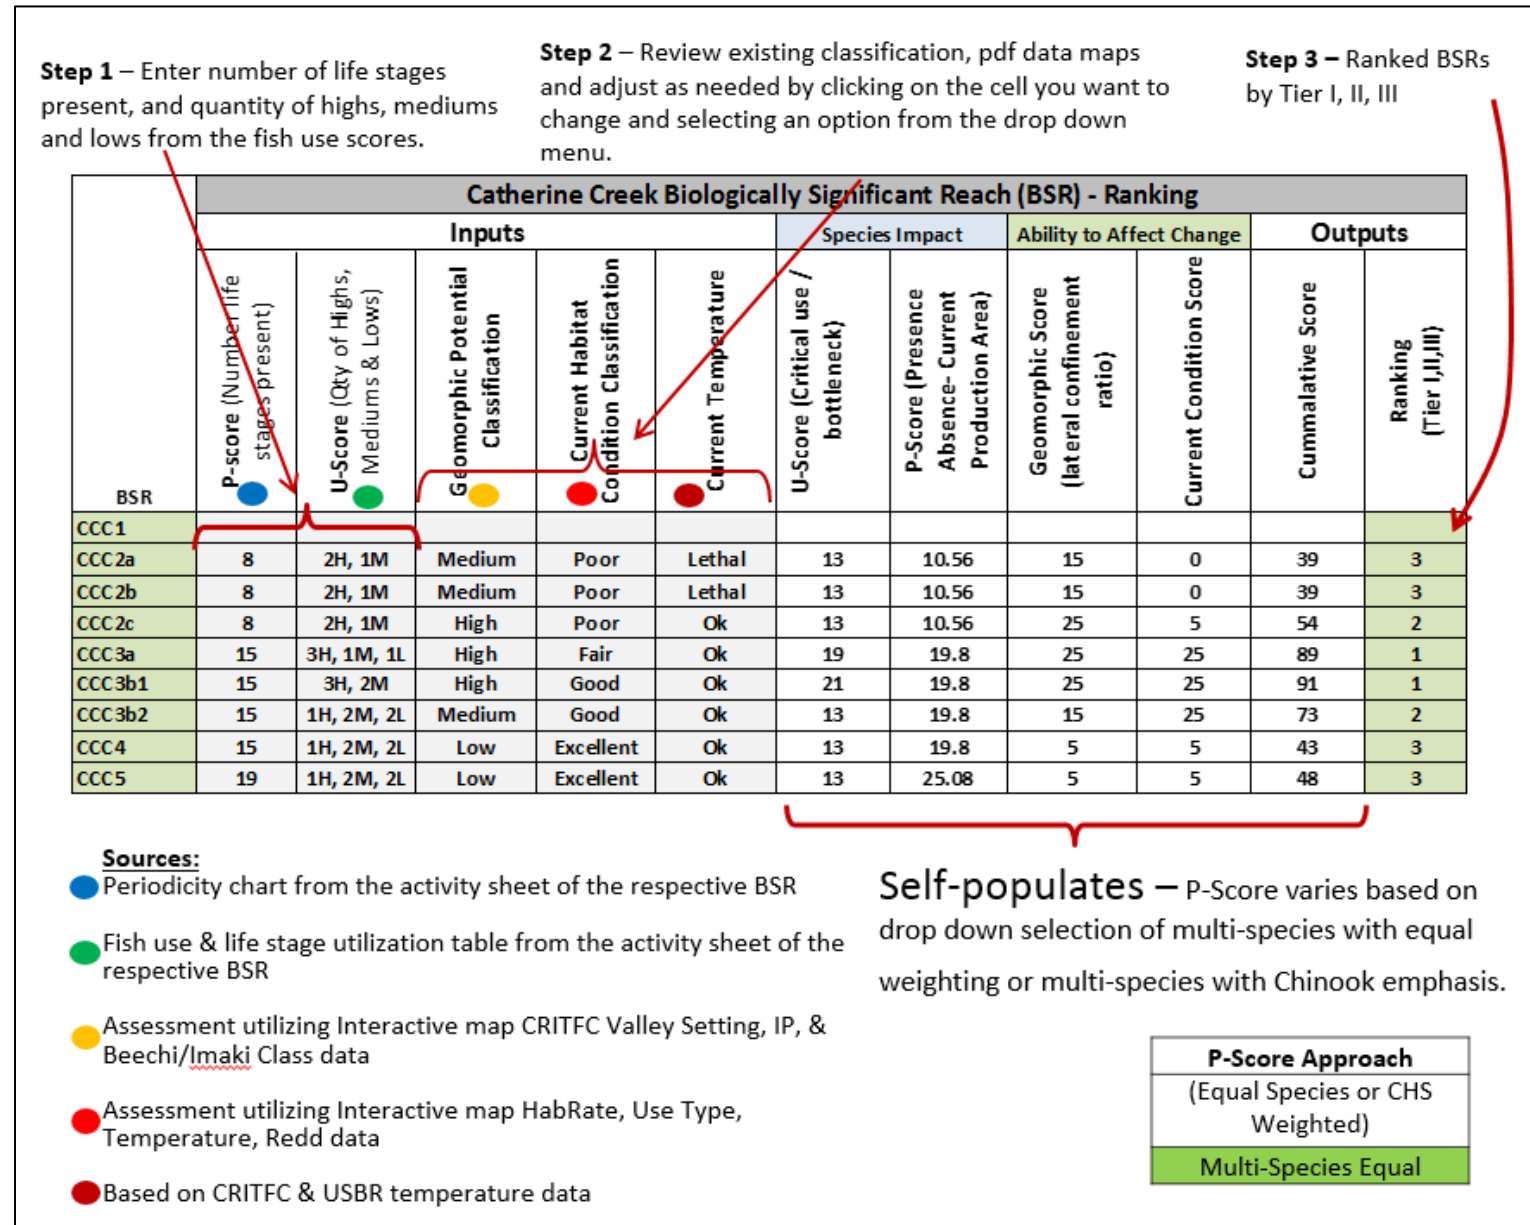 Step 1 – Enter number of life stages
present, and quantity of highs, mediums
and lows from the fish use scores.
Step 2 – Review existing classification, pdf data maps
and adjust as needed by clicking on the cell you want to
change and selecting an option from the drop down
menu.
Step 3 – Ranked BSRs
by Tier I, II, III
Catherine Creek Biologically Significant Reach (BSR) - Ranking
Inputs Species Impact Ability to Affect Change Outputs
BSR
P-score (Number life
stages present)
U-Score (Qty of Highs,
Mediums & Lows)
Geomorphic Potential
Classification
Current Habitat
Condition Classification
Current Temperature
U-Score (Critical use /
bottleneck)
P-Score (Presence
Absence- Current
Production Area)
Geomorphic Score
(lateral confinement
ratio)
Current Condition Score
Cummalative Score
Ranking
(Tier I,II,III)
CCC1
CCC2a 8 2H, 1M Medium Poor Lethal 13 10.56 15 0 39 3
CCC2b 8 2H, 1M Medium Poor Lethal 13 10.56 15 0 39 3
CCC2c 8 2H, 1M High Poor Ok 13 10.56 25 5 54 2
CCC3a 15 3H, 1M, 1L High Fair Ok 19 19.8 25 25 89 1
CCC3b1 15 3H, 2M High Good Ok 21 19.8 25 25 91 1
CCC3b2 15 1H, 2M, 2L Medium Good Ok 13 19.8 15 25 73 2
CCC4 15 1H, 2M, 2L Low Excellent Ok 13 19.8 5 5 43 3
CCC5 19 1H, 2M, 2L Low Excellent Ok 13 25.08 5 5 48 3
Sources:
Periodicity chart from the activity sheet of the respective BSR
Fish use & life stage utilization table from the activity sheet of the
respective BSR
Assessment utilizing Interactive map CRITFC Valley Setting, IP, &
Beechi/Imaki Class data
Assessment utilizing Interactive map HabRate, Use Type,
Temperature, Redd data
Based on CRITFC & USBR temperature data
Self-populates – P-Score varies based on
drop down selection of multi-species with equal
weighting or multi-species with Chinook emphasis.
P-Score Approach
(Equal Species or CHS
Weighted)
Multi-Species Equal